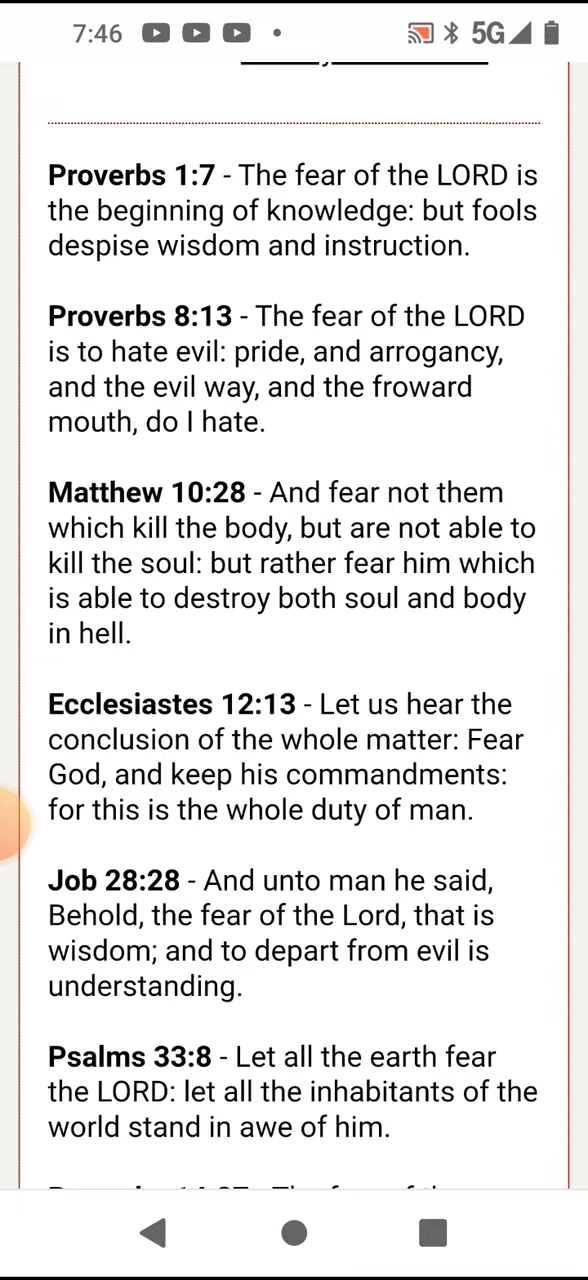 7:46 5G
Proverbs 1:7 - The fear of the LORD is
the beginning of knowledge: but fools
despise wisdom and instruction.
Proverbs 8:13 - The fear of the LORD
is to hate evil: pride, and arrogancy,
and the evil way, and the froward
mouth, do I hate.
Matthew 10:28 - And fear not them
which kill the body, but are not able to
kill the soul: but rather fear him which
is able to destroy both soul and body
in hell.
Ecclesiastes 12:13 - Let us hear the
conclusion of the whole matter: Fear
God, and keep his commandments:
for this is the whole duty of man.
Job 28:28 - And unto man he said,
Behold, the fear of the Lord, that is
wisdom; and to depart from evil is
understanding.
Psalms 33:8 - Let all the earth fear
the LORD: let all the inhabitants of the
world stand in awe of him.